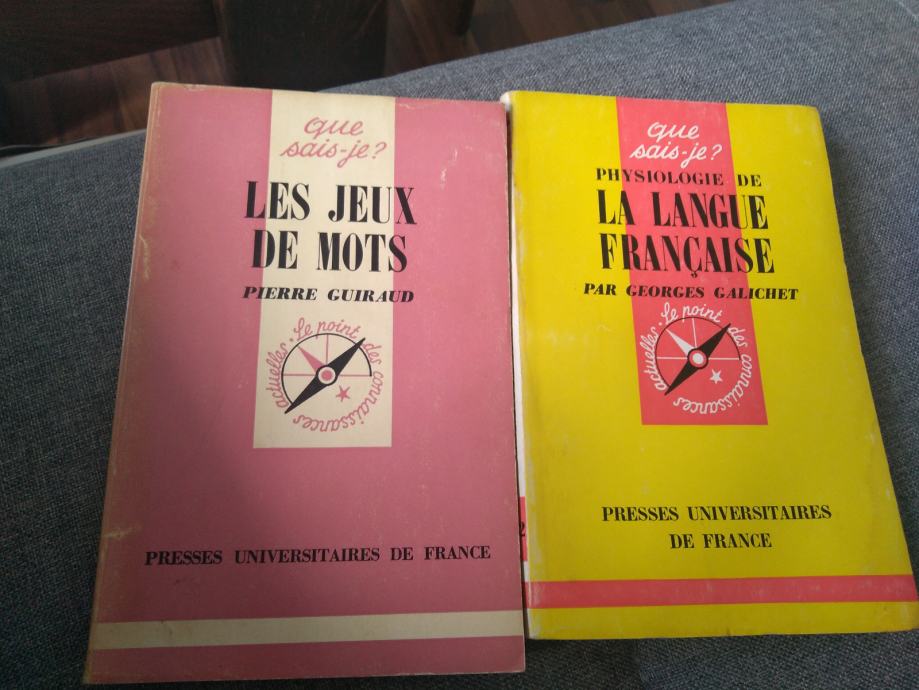 que
sais-je?
LES JEUX
DE MOTS
PIERRE GUIRAUD
Le point des connaissances actuelles.
PRESSES UNIVERSITAIRES DE FRANCE
que
sais-je?
PHYSIOLOGIE DE
LA LANGUE
FRANÇAISE
PAR GEORGES GALICHET
Le point des connaissances actuelles.
PRESSES UNIVERSITAIRES
DE FRANCE